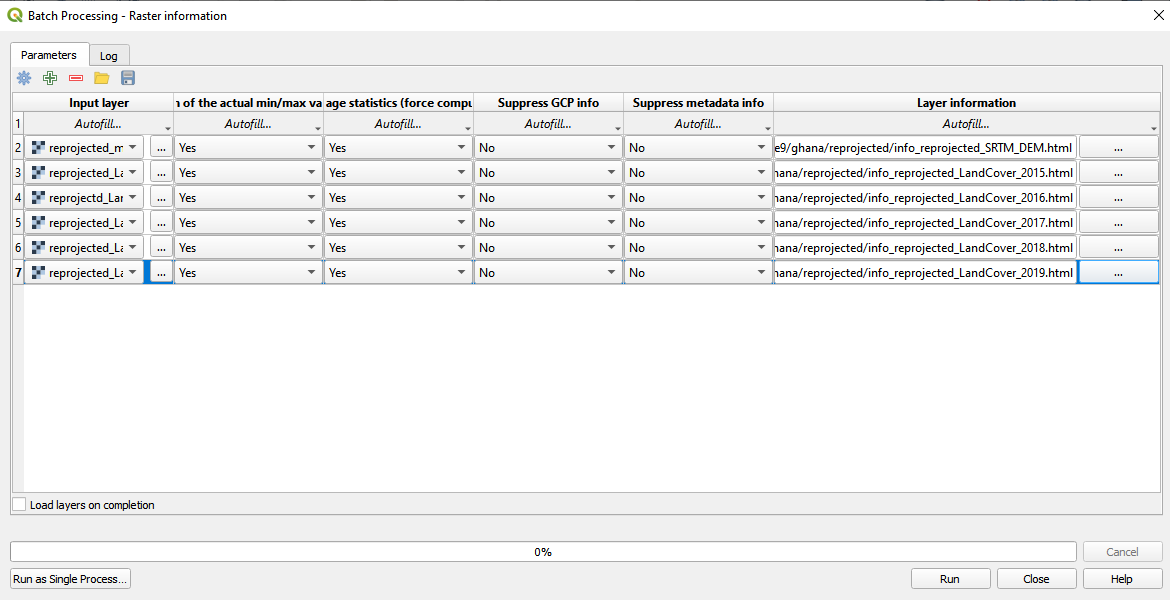 Batch Processing - Raster information
Parameters Log
Input layer n of the actual min/max va age statistics (force compu Suppress GCP info Suppress metadata info Layer information
1 Autofill... Autofill... Autofill... Autofill... Autofill... Autofill...
2 reprojected_m ... Yes Yes No No e9/ghana/reprojected/info_reprojected_SRTM_DEM.html ...
3 reprojected_La ... Yes Yes No No hana/reprojected/info_reprojected_LandCover_2015.html ...
4 reprojectd_Lar ... Yes Yes No No hana/reprojected/info_reprojected_LandCover_2016.html ...
5 reprojected_La ... Yes Yes No No hana/reprojected/info_reprojected_LandCover_2017.html ...
6 reprojected_La ... Yes Yes No No hana/reprojected/info_reprojected_LandCover_2018.html ...
7 reprojected_La ... Yes Yes No No hana/reprojected/info_reprojected_LandCover_2019.html ...
Load layers on completion
0% Cancel
Run as Single Process... Run Close Help